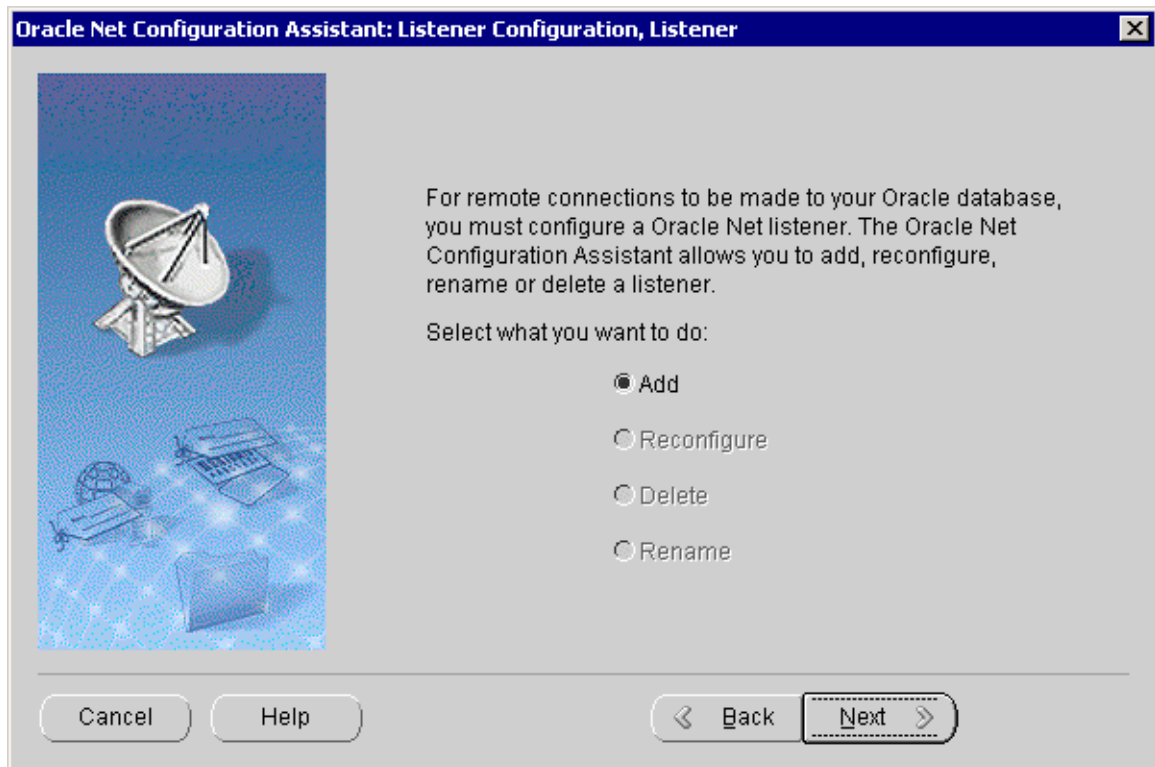 Oracle Net Configuration Assistant: Listener Configuration, Listener
For remote connections to be made to your Oracle database,
you must configure a Oracle Net listener. The Oracle Net
Configuration Assistant allows you to add, reconfigure,
rename or delete a listener.
Select what you want to do:
Add
Reconfigure
Delete
Rename
Cancel
Help
Back
Next